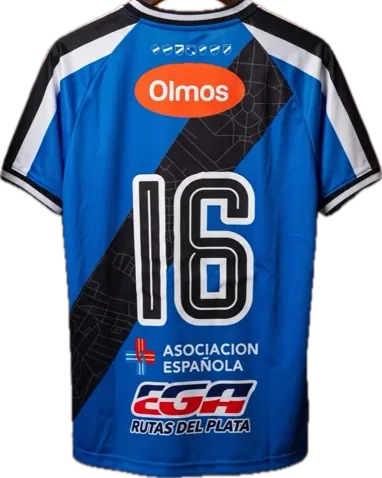 Olmos
16
ASOCIACION
ESPAÑOLA
EGA
RUTAS DEL PLATA